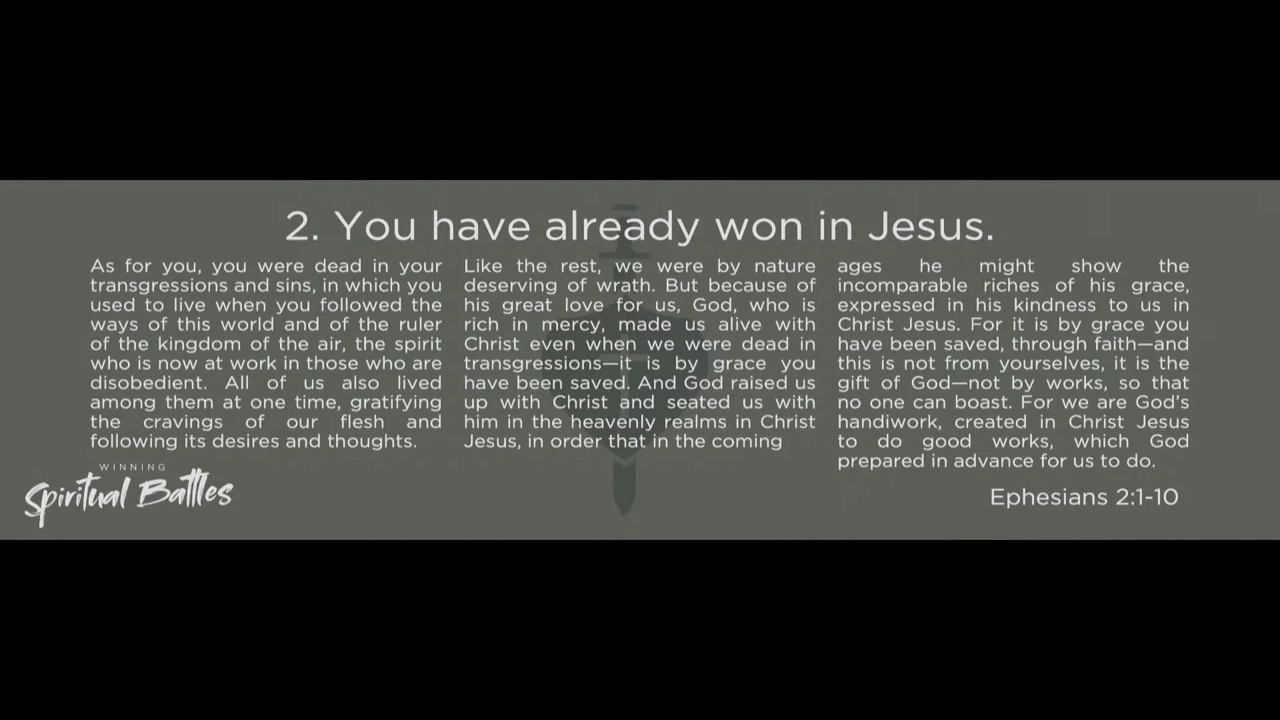 2. You have already won in Jesus.
As for you, you were dead in your
transgressions and sins, in which you
used to live when you followed the
ways of this world and of the ruler
of the kingdom of the air, the spirit
who is now at work in those who are
disobedient. All of us also lived
among them at one time, gratifying
the cravings of our flesh and
following its desires and thoughts.
Like the rest, we were by nature
deserving of wrath. But because of
his great love for us, God, who is
rich in mercy, made us alive with
Christ even when we were dead in
transgressions—it is by grace you
have been saved. And God raised us
up with Christ and seated us with
him in the heavenly realms in Christ
Jesus, in order that in the coming
ages he might show the
incomparable riches of his grace,
expressed in his kindness to us in
Christ Jesus. For it is by grace you
have been saved, through faith—and
this is not from yourselves, it is the
gift of God—not by works, so that
no one can boast. For we are God's
handiwork, created in Christ Jesus
to do good works, which God
prepared in advance for us to do.
Ephesians 2:1-10
WINNING
Spiritual Battles